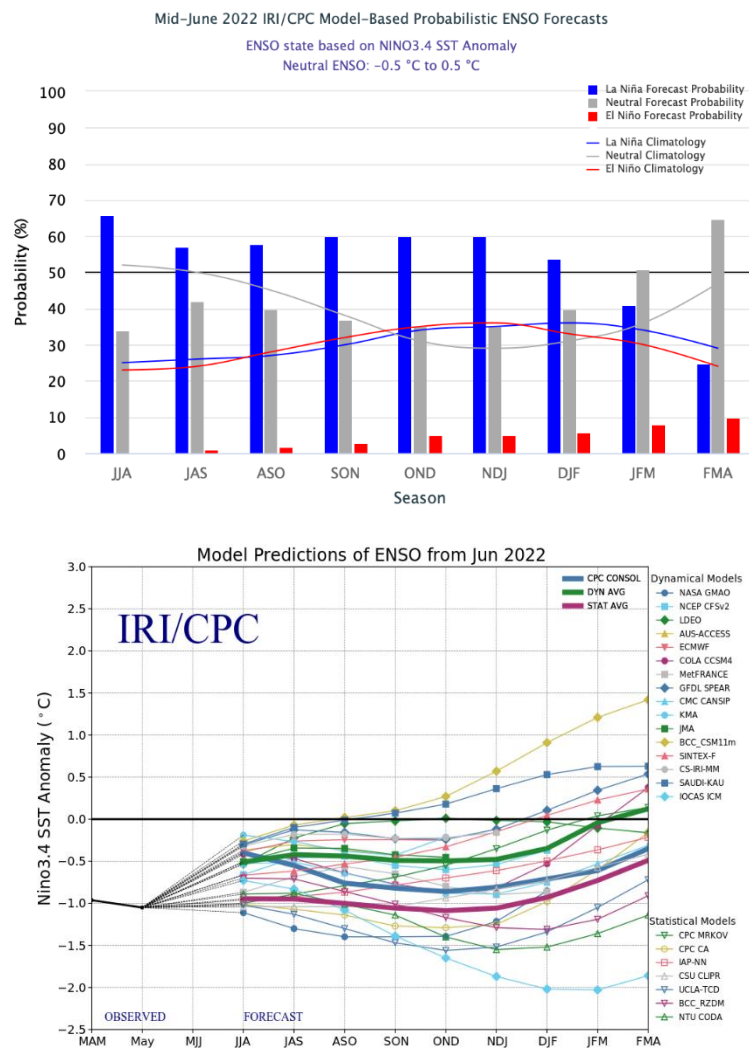 Mid-June 2022 IRI/CPC Model-Based Probabilistic ENSO Forecasts
ENSO state based on NINO3.4 SST Anomaly
Neutral ENSO: -0.5 °C to 0.5 °C
La Niña Forecast Probability
Neutral Forecast Probability
El Niño Forecast Probability
La Niña Climatology
Neutral Climatology
El Niño Climatology
Probability (%)
100
90
80
70
60
50
40
30
20
10
0
JJA JAS ASO SON OND NDJ DJF JFM FMA
Season
Model Predictions of ENSO from Jun 2022
IRI/CPC
CPC CONSOL
DYN AVG
STAT AVG
Dynamical Models
NASA GMAO
NCEP CFSv2
LDEO
AUS-ACCESS
ECMWF
COLA CCSM4
MetFRANCE
GFDL SPEAR
CMC CANSIP
KMA
JMA
BCC_CSM11m
SINTEX-F
CS-IRI-MM
SAUDI-KAU
IOCAS ICM
Statistical Models
CPC MRKOV
CPC CA
IAP-NN
CSU CLIPR
UCLA-TCD
BCC_RZDM
NTU CODA
Nino3.4 SST Anomaly (°C)
3.0
2.5
2.0
1.5
1.0
0.5
0.0
−0.5
−1.0
−1.5
−2.0
−2.5
OBSERVED FORECAST
MAM May MJJ JJA JAS ASO SON OND NDJ DJF JFM FMA